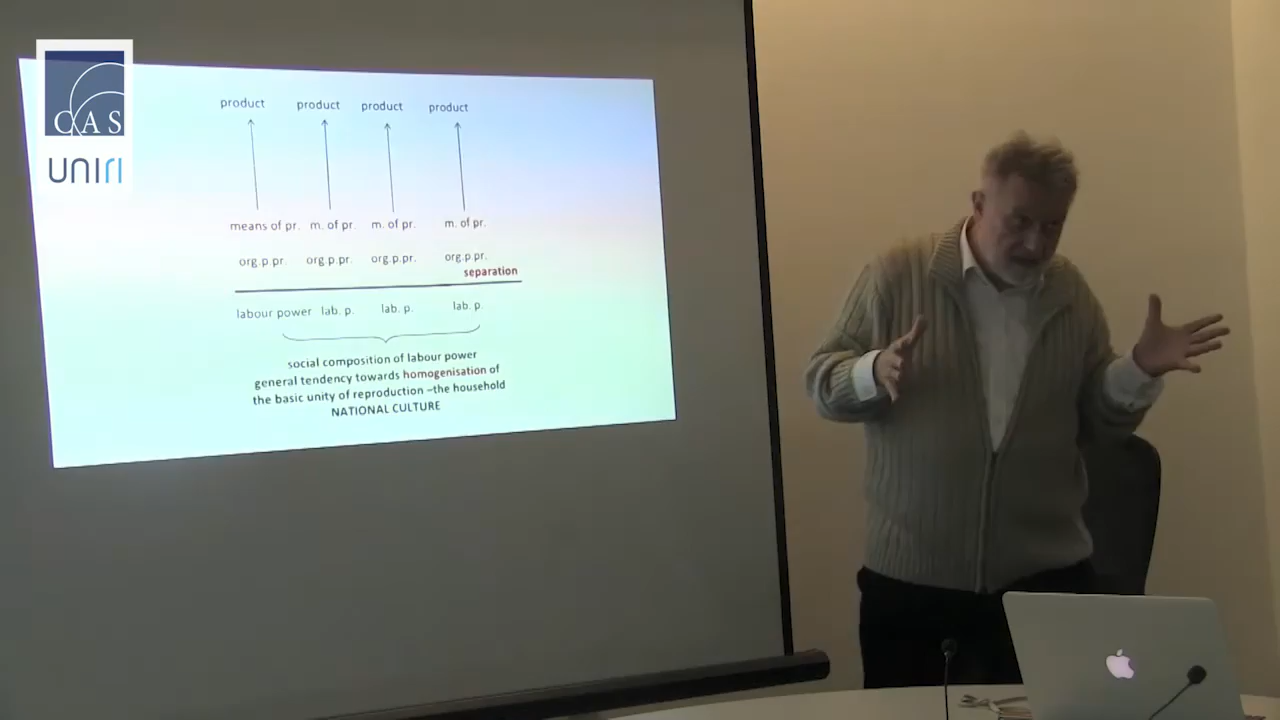 CAS
UNIRI
product product product product
means of pr. m. of pr. m. of pr. m. of pr.
org.p.pr. org.p.pr. org.p.pr. org.p.pr.
separation
labour power lab. p. lab. p. lab. p.
social composition of labour power
general tendency towards homogenisation of
the basic unity of reproduction –the household
NATIONAL CULTURE